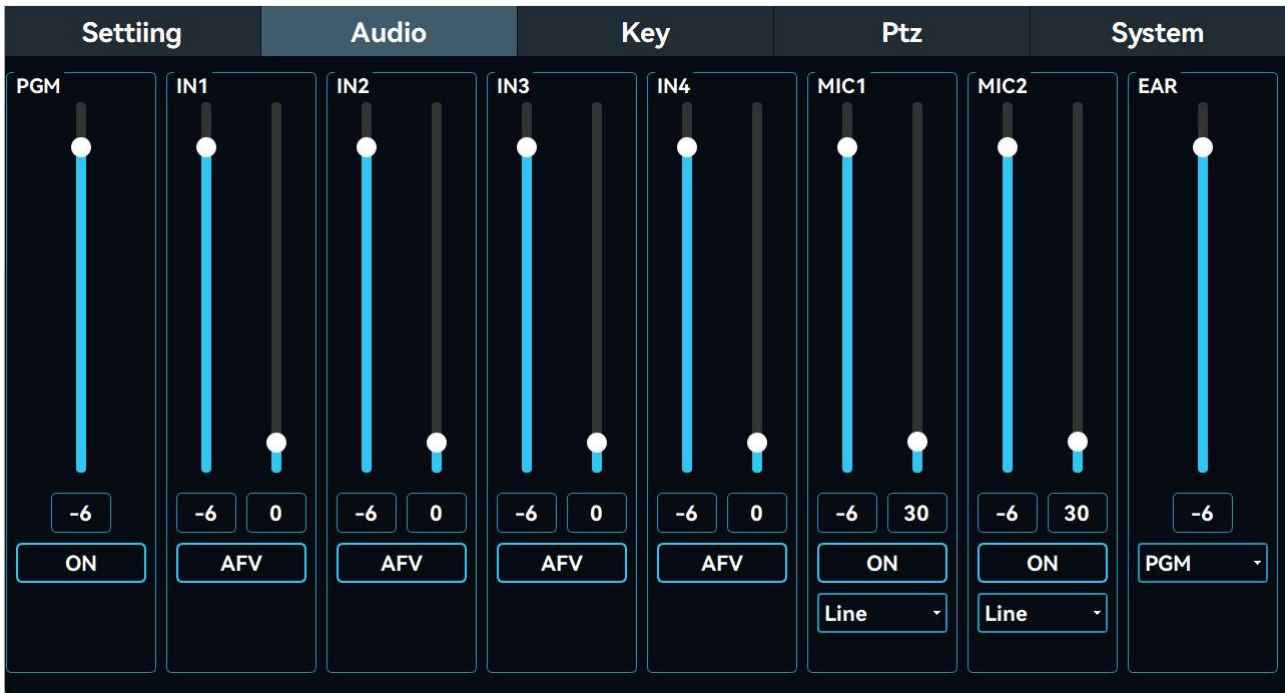 Settiing Audio Key Ptz System
PGM IN1 IN2 IN3 IN4 MIC1 MIC2 EAR
-6 -6 0 -6 0 -6 0 -6 0 -6 30 -6 30 -6
ON AFV AFV AFV AFV ON ON PGM
Line Line